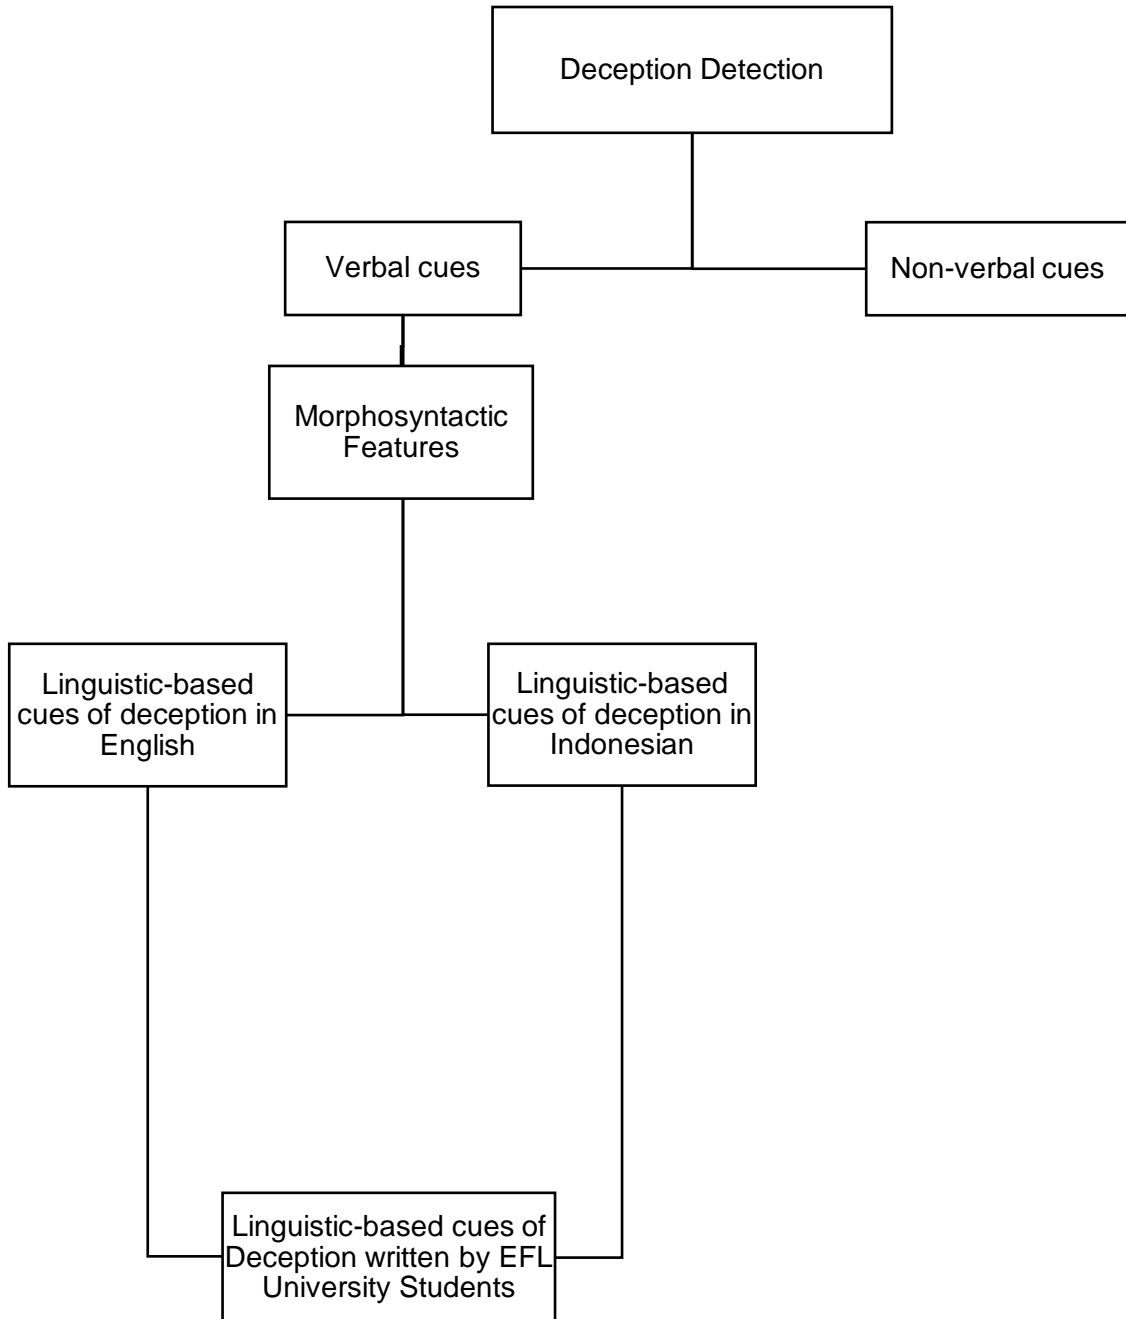 Deception Detection
Verbal cues
Non-verbal cues
Morphosyntactic
Features
Linguistic-based
cues of deception in
English
Linguistic-based
cues of deception in
Indonesian
Linguistic-based cues of
Deception written by EFL
University Students